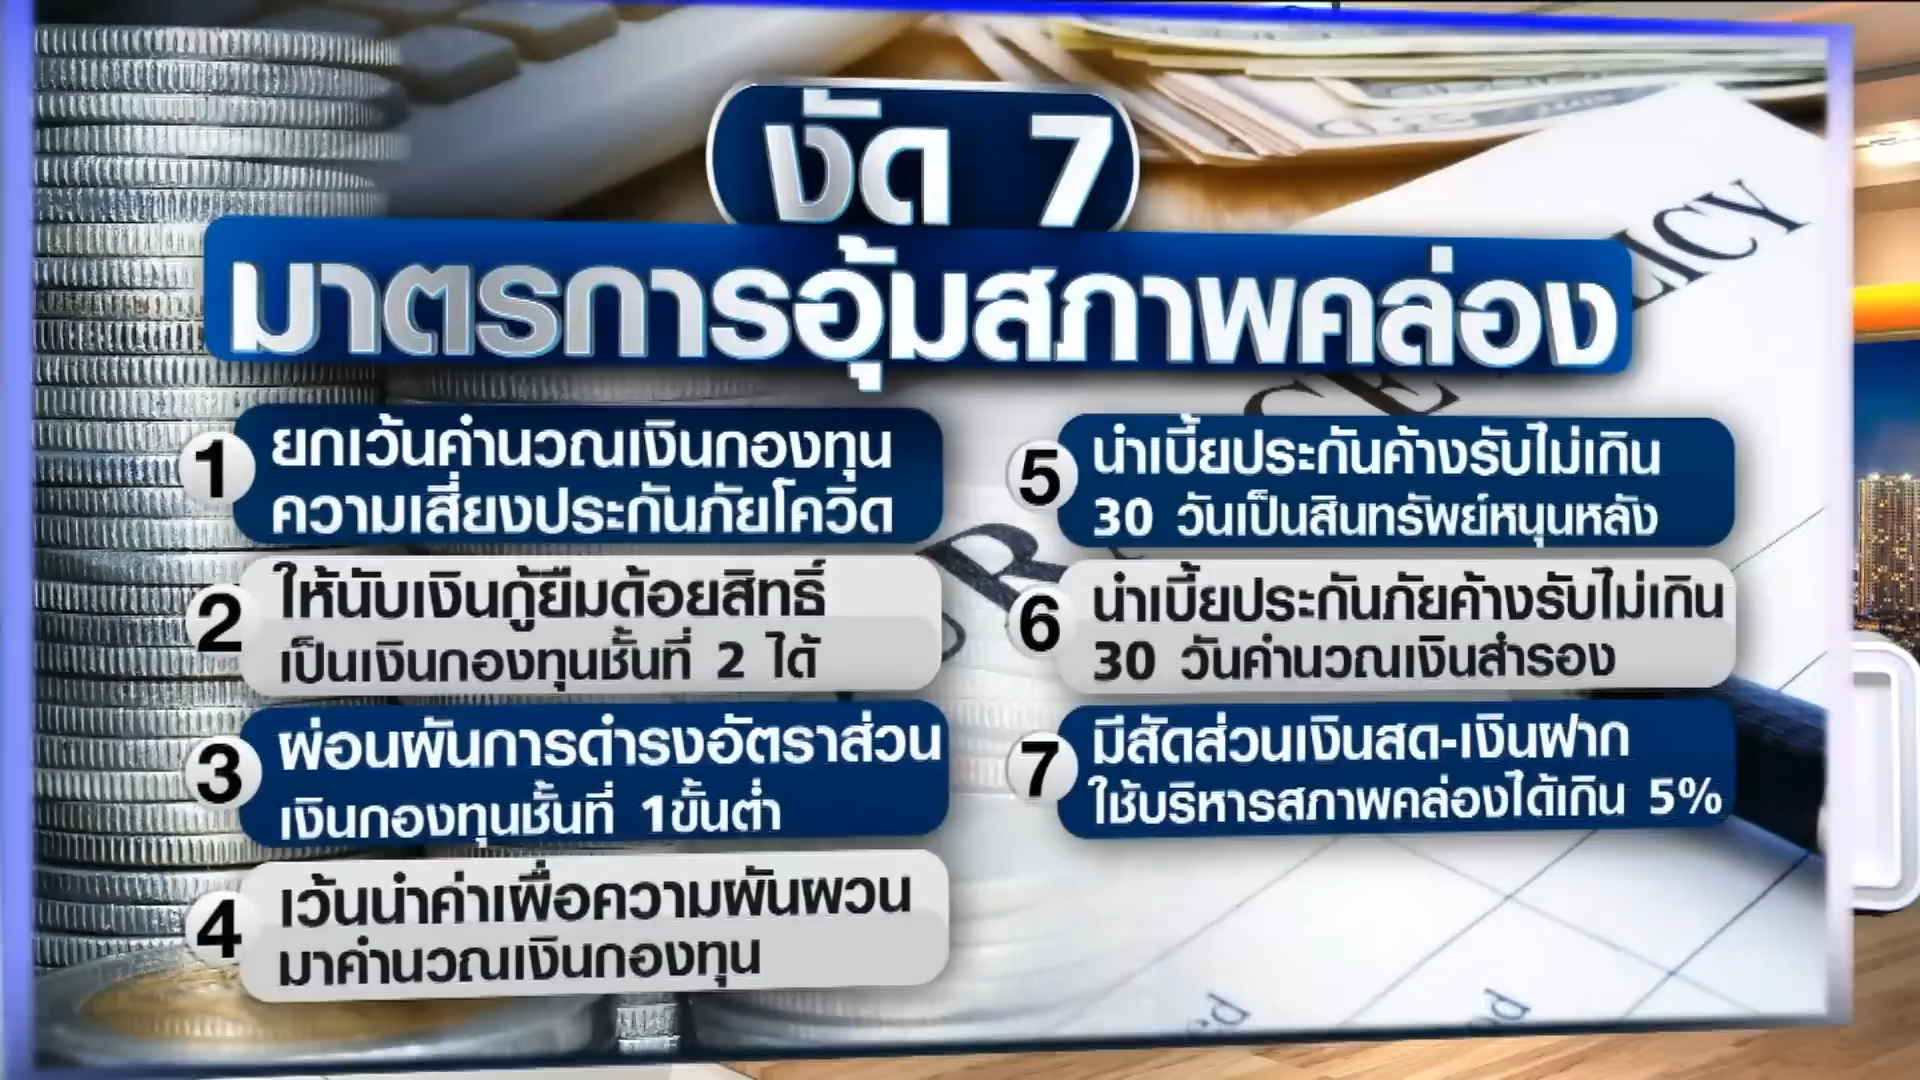 งัด 7
มาตรการอุ้มสภาพคล่อง
1 ยกเว้นคำนวณเงินกองทุน
ความเสี่ยงประกันภัยโควิด
2 ให้นับเงินกู้ยืมด้อยสิทธิ์
เป็นเงินกองทุนชั้นที่ 2 ได้
3 ผ่อนผันการดำรงอัตราส่วน
เงินกองทุนชั้นที่ 1ขั้นต่ำ
4 เว้นนำค่าเผื่อความผันผวน
มาคำนวณเงินกองทุน
5 นำเบี้ยประกันค้างรับไม่เกิน
30 วันเป็นสินทรัพย์หนุนหลัง
6 นำเบี้ยประกันภัยค้างรับไม่เกิน
30 วันคำนวณเงินสำรอง
7 มีสัดส่วนเงินสด-เงินฝาก
ใช้บริหารสภาพคล่องได้เกิน 5%
LICY